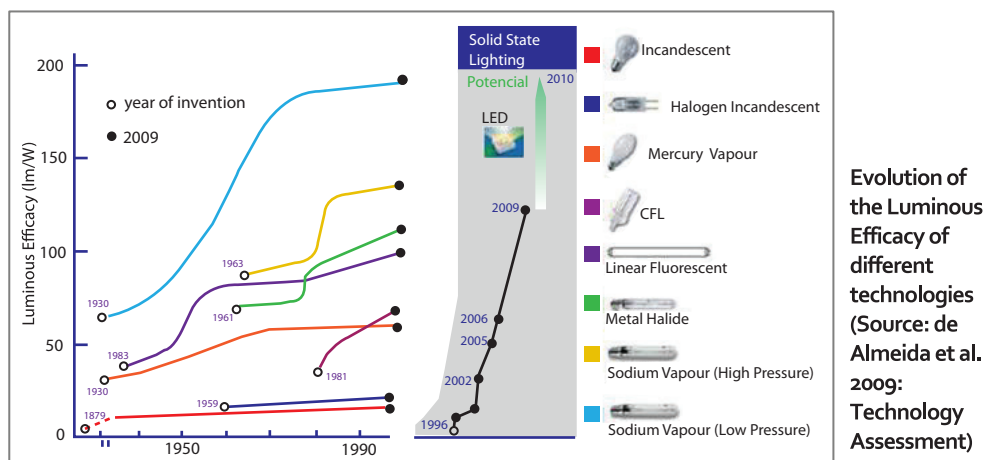 Solid State
Lighting
Potencial
2010
LED
2009
2006
2005
2002
1996
200
150
100
50
0
Luminous Efficacy (lm/W)
year of invention
2009
1930
1963
1961
1983
1930
1981
1959
1879
1950
1990
Incandescent
Halogen Incandescent
Mercury Vapour
CFL
Linear Fluorescent
Metal Halide
Sodium Vapour (High Pressure)
Sodium Vapour (Low Pressure)
Evolution of
the Luminous
Efficacy of
different
technologies
(Source: de
Almeida et al.
2009:
Technology
Assessment)